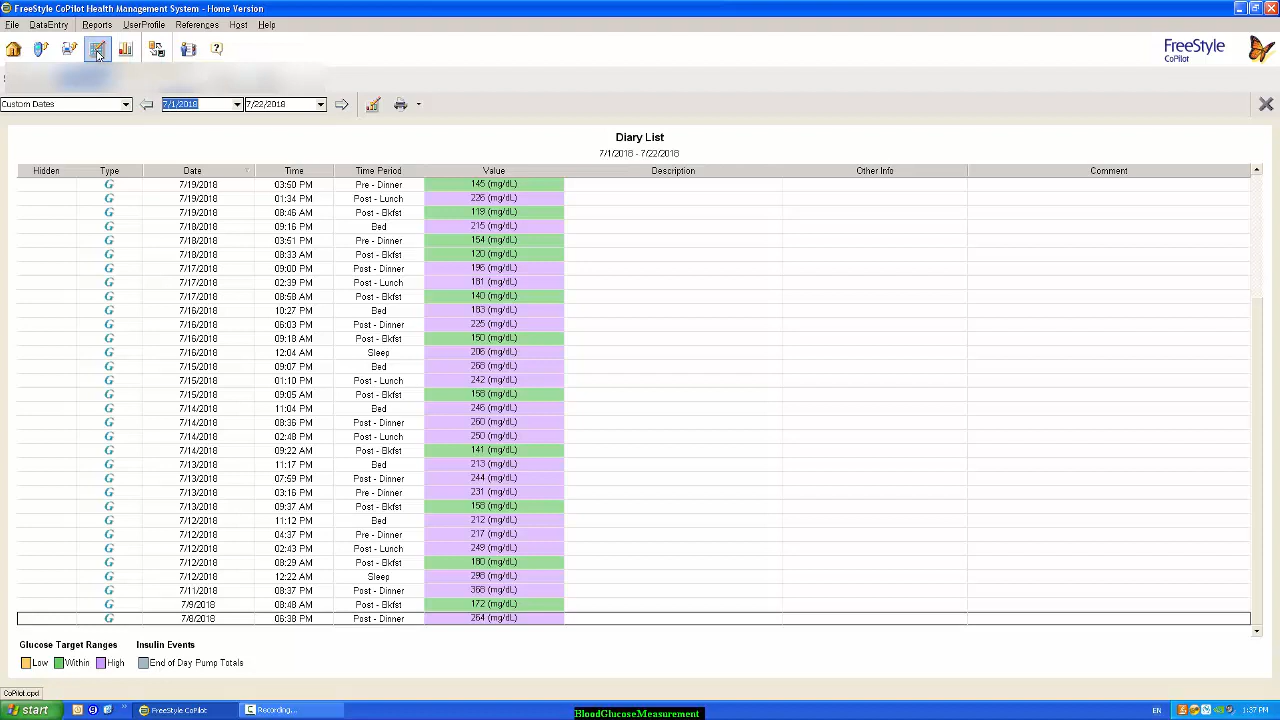 FreeStyle CoPilot Health Management System - Home Version
File DataEntry Reports UserProfile References Host Help
FreeStyle
CoPilot
Custom Dates 7/1/2018 7/22/2018
Diary List
7/1/2018 - 7/22/2018
Hidden Type Date Time Time Period Value Description Other Info Comment
G 7/19/2018 03:50 PM Pre - Dinner 145 (mg/dL)
G 7/19/2018 01:34 PM Post - Lunch 226 (mg/dL)
G 7/19/2018 08:46 AM Post - Bkfst 119 (mg/dL)
G 7/18/2018 09:16 PM Bed 215 (mg/dL)
G 7/18/2018 03:51 PM Pre - Dinner 154 (mg/dL)
G 7/18/2018 08:33 AM Post - Bkfst 120 (mg/dL)
G 7/17/2018 09:00 PM Post - Dinner 196 (mg/dL)
G 7/17/2018 02:39 PM Post - Lunch 181 (mg/dL)
G 7/17/2018 08:58 AM Post - Bkfst 140 (mg/dL)
G 7/16/2018 10:27 PM Bed 183 (mg/dL)
G 7/16/2018 06:03 PM Post - Dinner 225 (mg/dL)
G 7/16/2018 09:18 AM Post - Bkfst 150 (mg/dL)
G 7/16/2018 12:04 AM Sleep 206 (mg/dL)
G 7/15/2018 09:07 PM Bed 268 (mg/dL)
G 7/15/2018 01:10 PM Post - Lunch 242 (mg/dL)
G 7/15/2018 09:05 AM Post - Bkfst 158 (mg/dL)
G 7/14/2018 11:04 PM Bed 246 (mg/dL)
G 7/14/2018 08:36 PM Post - Dinner 260 (mg/dL)
G 7/14/2018 02:48 PM Post - Lunch 250 (mg/dL)
G 7/14/2018 09:22 AM Post - Bkfst 141 (mg/dL)
G 7/13/2018 11:17 PM Bed 213 (mg/dL)
G 7/13/2018 07:59 PM Post - Dinner 244 (mg/dL)
G 7/13/2018 03:16 PM Pre - Dinner 231 (mg/dL)
G 7/13/2018 09:37 AM Post - Bkfst 158 (mg/dL)
G 7/12/2018 11:12 PM Bed 212 (mg/dL)
G 7/12/2018 04:37 PM Pre - Dinner 217 (mg/dL)
G 7/12/2018 02:43 PM Post - Lunch 249 (mg/dL)
G 7/12/2018 08:29 AM Post - Bkfst 180 (mg/dL)
G 7/12/2018 12:22 AM Sleep 298 (mg/dL)
G 7/11/2018 08:37 PM Post - Dinner 368 (mg/dL)
G 7/9/2018 08:48 AM Post - Bkfst 172 (mg/dL)
G 7/8/2018 06:38 PM Post - Dinner 264 (mg/dL)
Glucose Target Ranges Insulin Events
Low Within High End of Day Pump Totals
CoPilot.cpd
start FreeStyle CoPilot Recording... BloodGlucoseMeasurement EN 1:37 PM